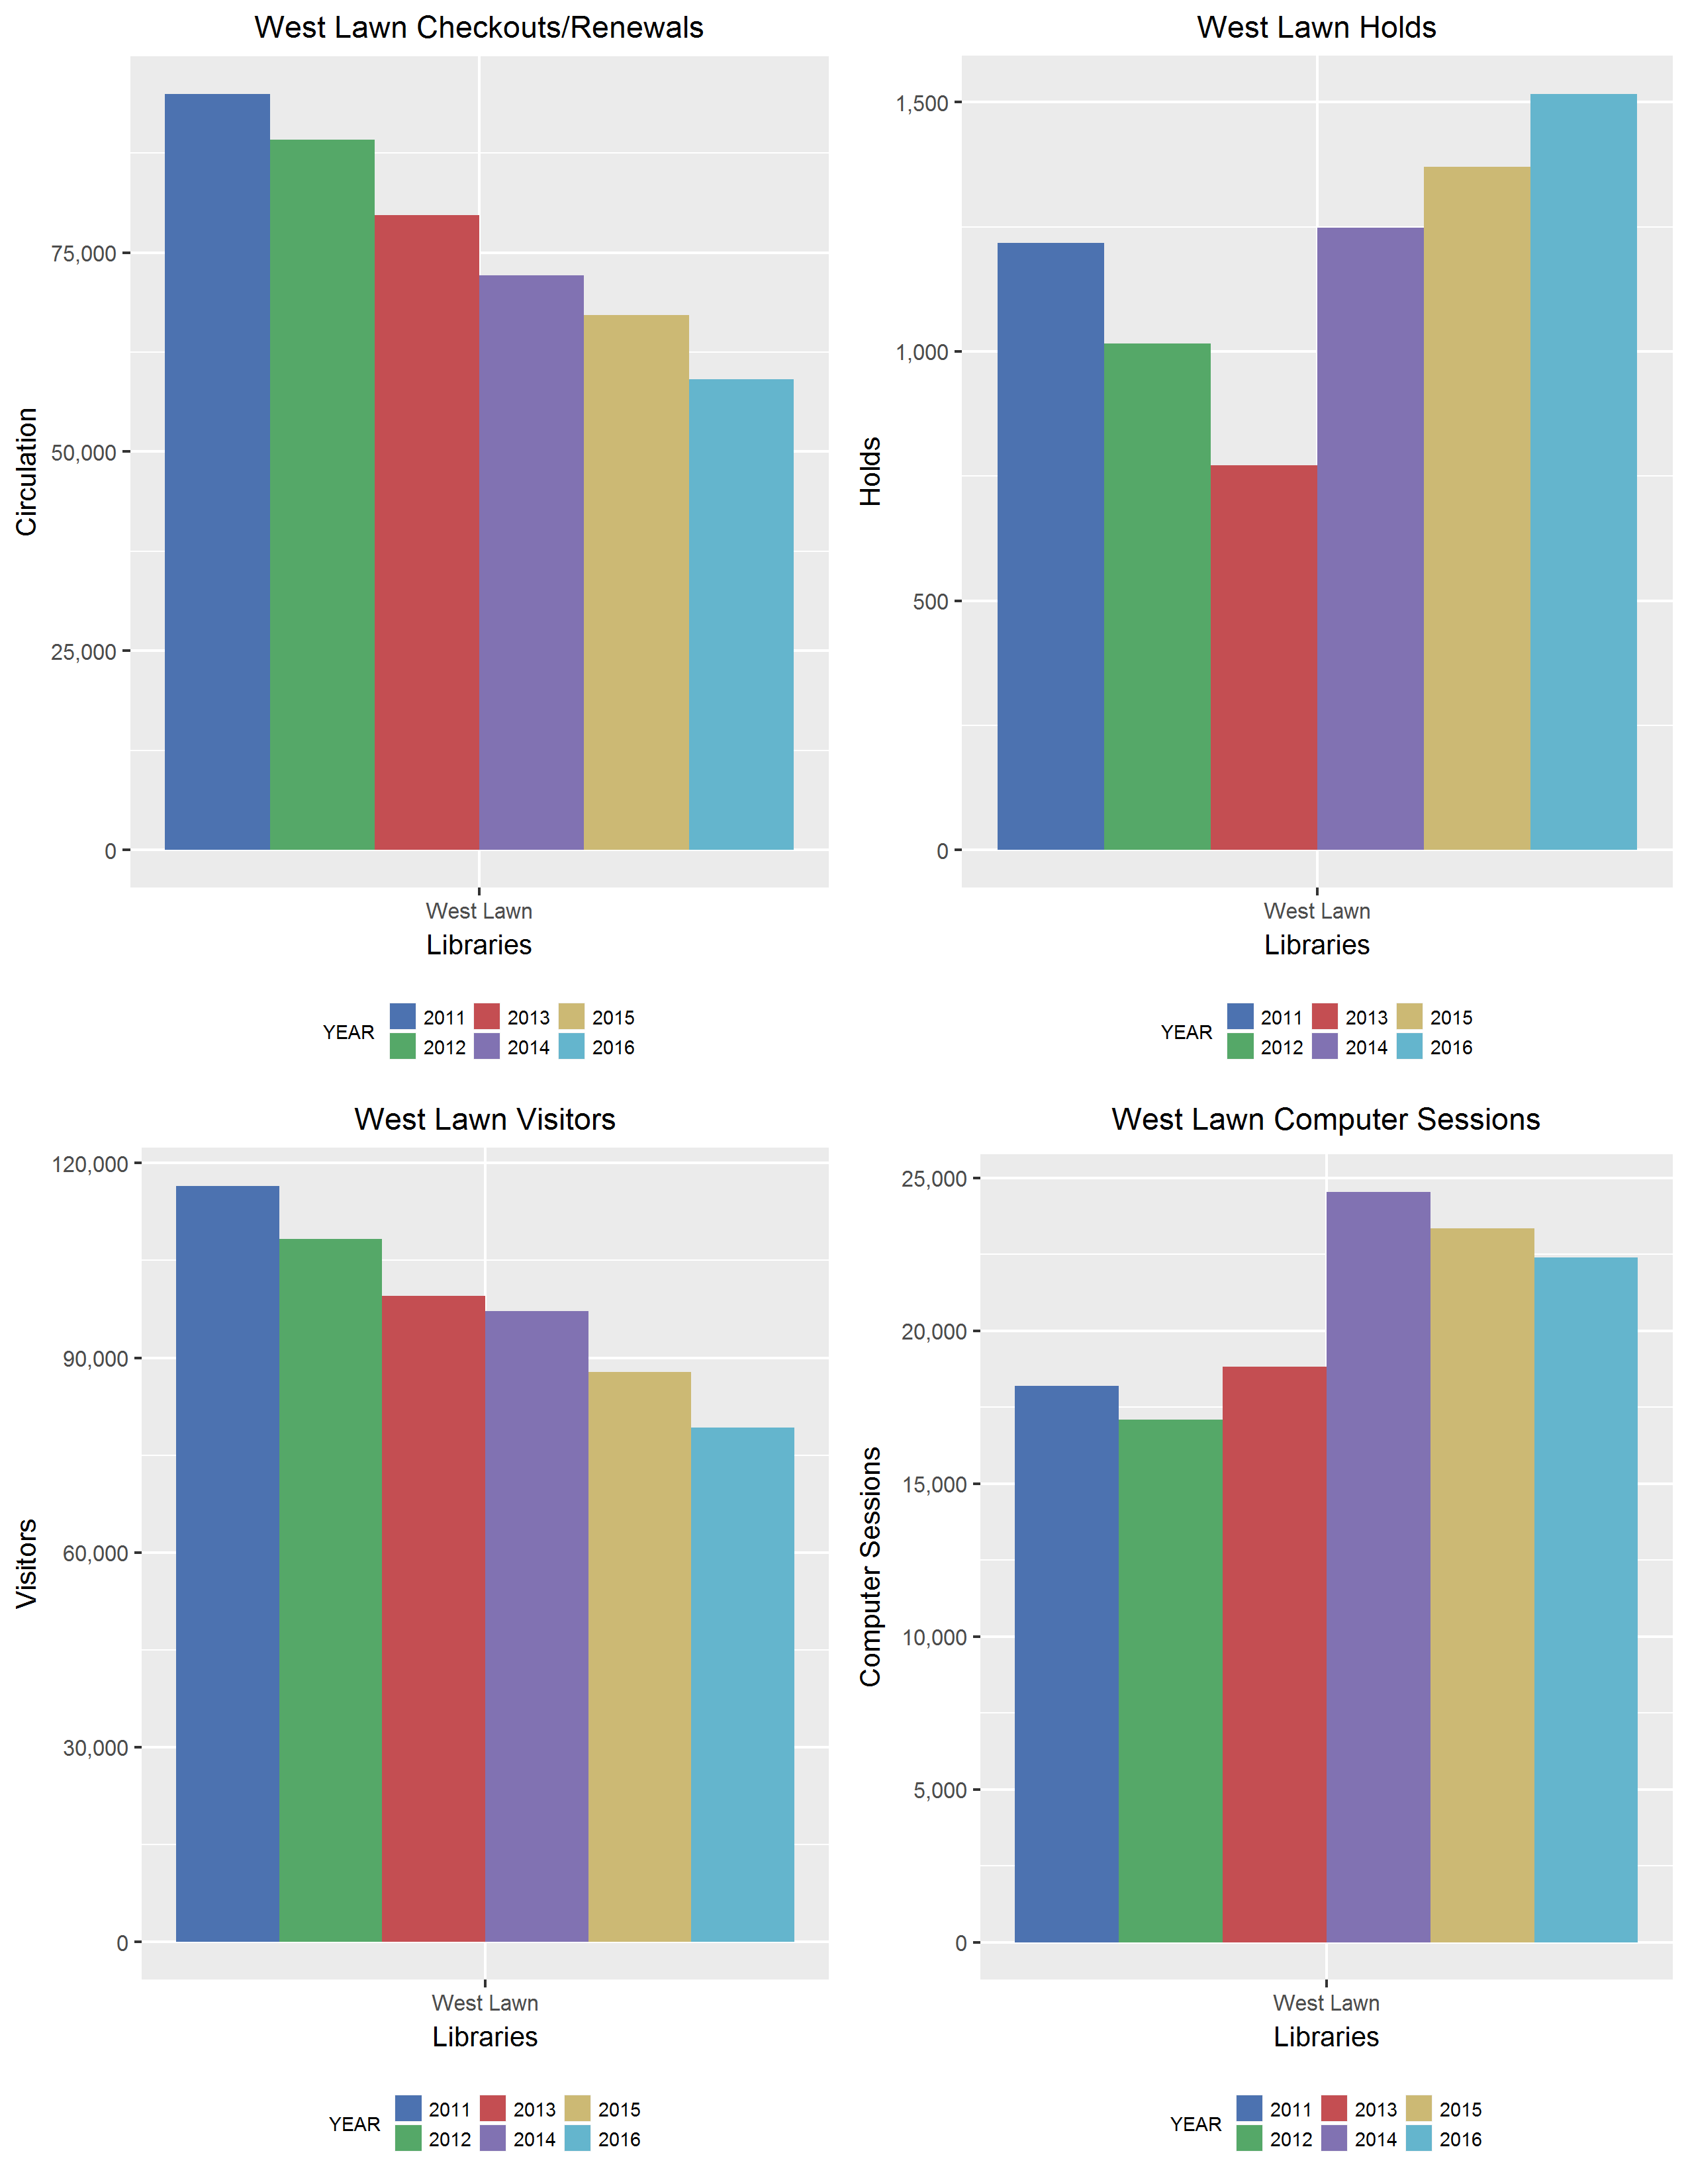 West Lawn Checkouts/Renewals
Circulation
75,000
50,000
25,000
0
West Lawn
Libraries
YEAR
2011 2013 2015
2012 2014 2016
West Lawn Holds
Holds
1,500
1,000
500
0
West Lawn
Libraries
YEAR
2011 2013 2015
2012 2014 2016
West Lawn Visitors
Visitors
120,000
90,000
60,000
30,000
0
West Lawn
Libraries
YEAR
2011 2013 2015
2012 2014 2016
West Lawn Computer Sessions
Computer Sessions
25,000
20,000
15,000
10,000
5,000
0
West Lawn
Libraries
YEAR
2011 2013 2015
2012 2014 2016